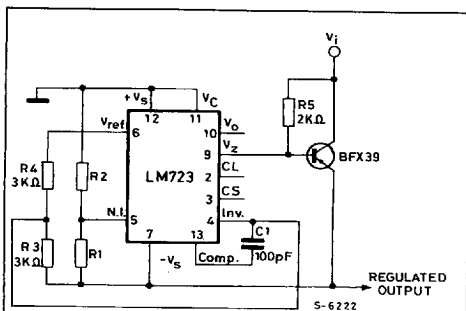 Vi
+Vs
VC
12
11
R5
2KΩ
Vref
6
10
Vo
9
Vz
BFX39
R4
3KΩ
R2
LM723
2
CL
3
CS
N.I.
5
4
Inv.
R3
3KΩ
R1
7
13
C1
100pF
-Vs
Comp.
REGULATED
OUTPUT
S-6222